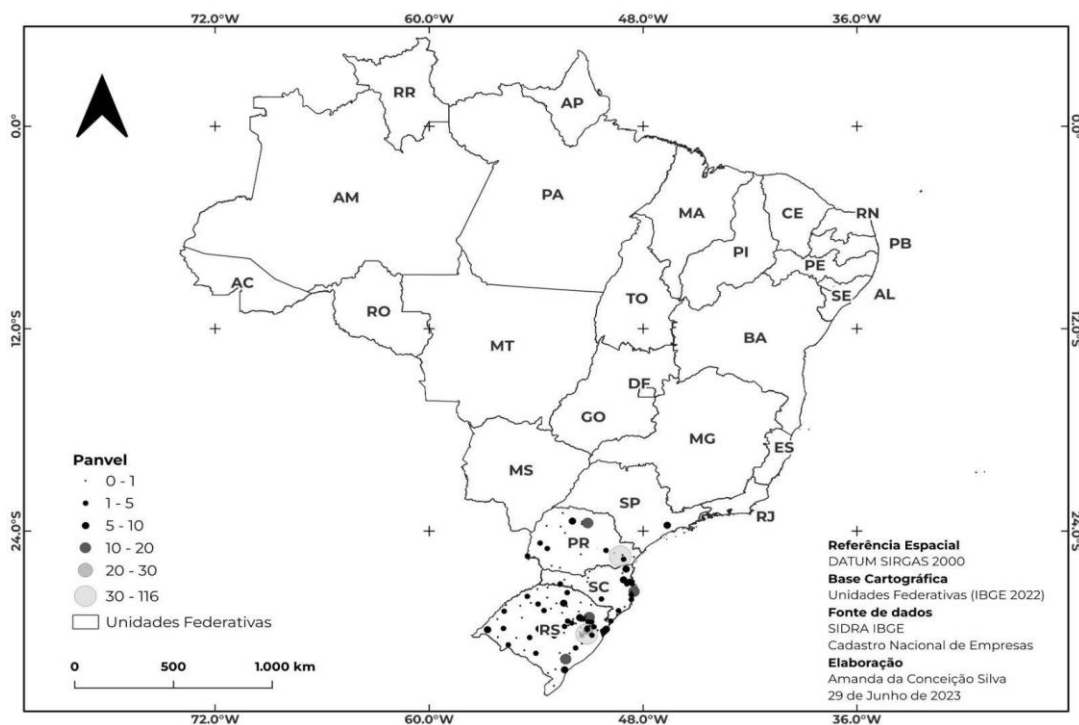 72.0°W 60.0°W 48.0°W 36.0°W
0.0° 0.0°
RR AP
AM PA MA CE RN
PI PB
PE
AC SE AL
RO TO
12.0°S 12.0°S
MT BA
DF
GO
MG
ES
MS
SP
RJ
24.0°S 24.0°S
PR
SC
RS
Panvel
0 - 1
1 - 5
5 - 10
10 - 20
20 - 30
30 - 116
Unidades Federativas
0 500 1.000 km
Referência Espacial
DATUM SIRGAS 2000
Base Cartográfica
Unidades Federativas (IBGE 2022)
Fonte de dados
SIDRA IBGE
Cadastro Nacional de Empresas
Elaboração
Amanda da Conceição Silva
29 de Junho de 2023
72.0°W 60.0°W 48.0°W 36.0°W